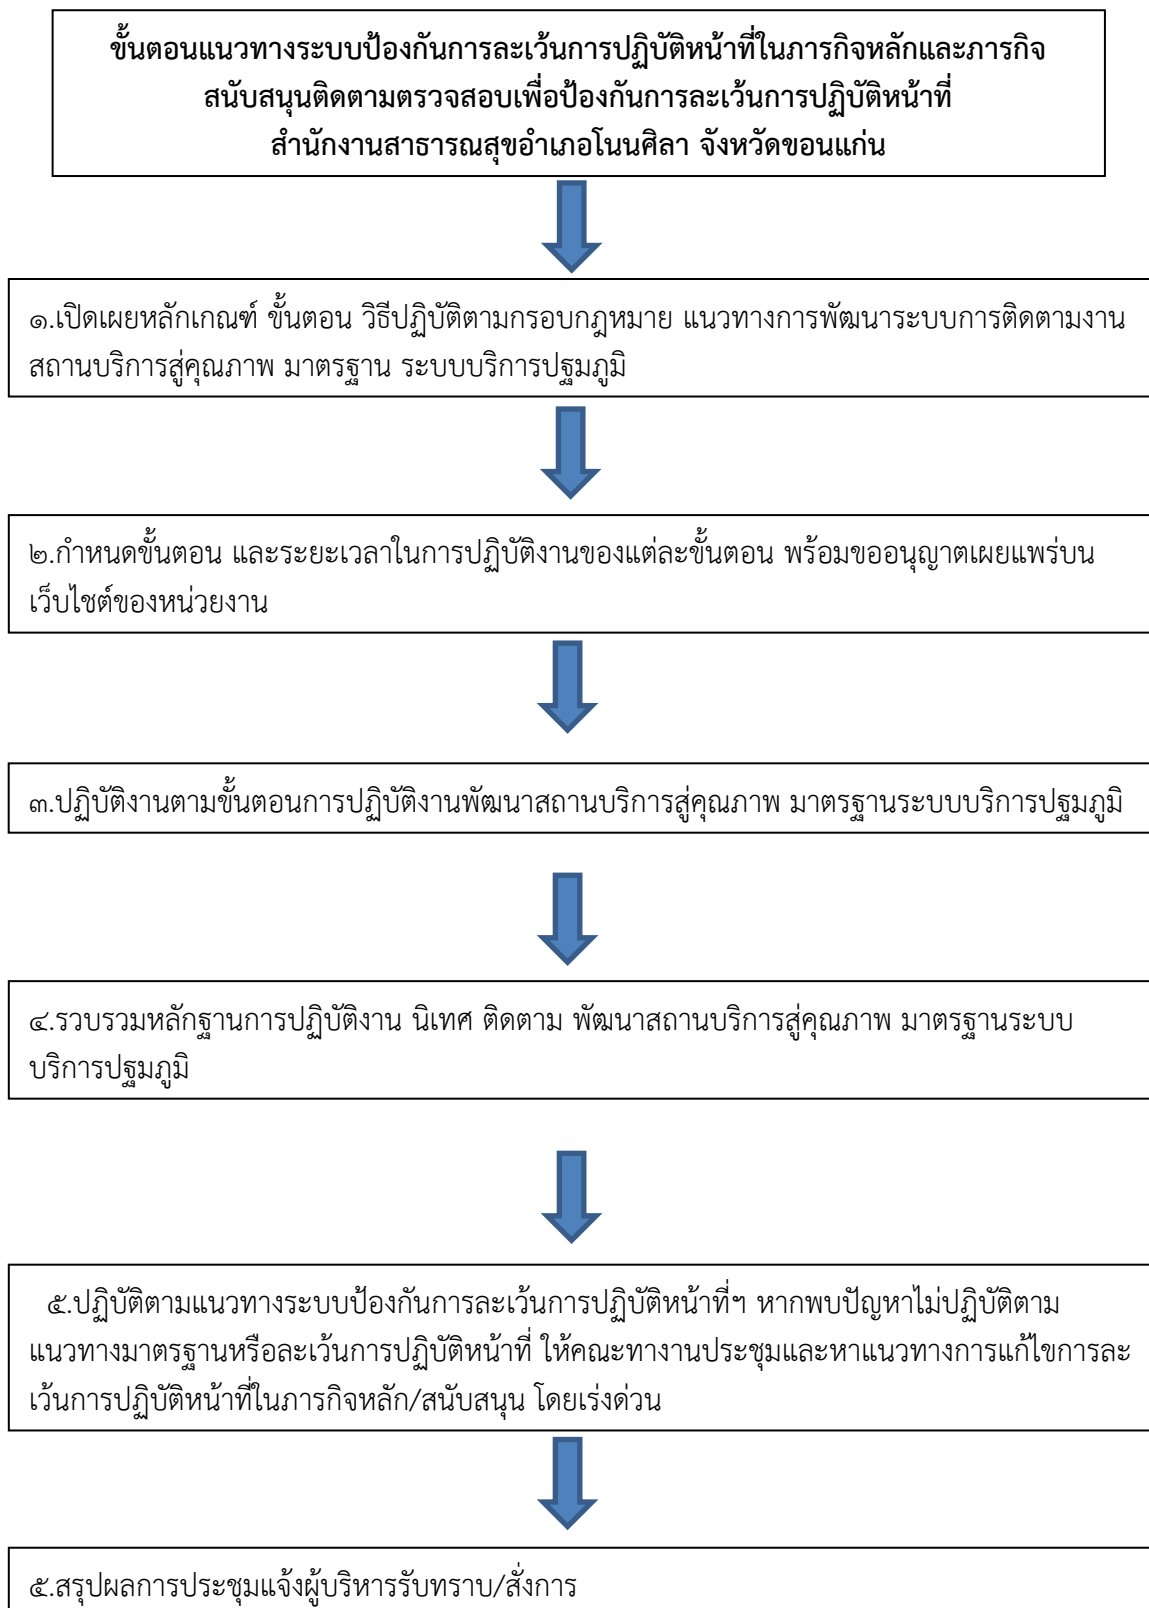 ขั้นตอนแนวทางระบบป้องกันการละเว้นการปฏิบัติหน้าที่ในภารกิจหลักและภารกิจ
สนับสนุนติดตามตรวจสอบเพื่อป้องกันการละเว้นการปฏิบัติหน้าที่
สำนักงานสาธารณสุขอำเภอโนนศิลา จังหวัดขอนแก่น
๑.เปิดเผยหลักเกณฑ์ ขั้นตอน วิธีปฏิบัติตามกรอบกฎหมาย แนวทางการพัฒนาระบบการติดตามงาน
สถานบริการสู่คุณภาพ มาตรฐาน ระบบบริการปฐมภูมิ
๒.กำหนดขั้นตอน และระยะเวลาในการปฏิบัติงานของแต่ละขั้นตอน พร้อมขออนุญาตเผยแพร่บน
เว็บไซต์ของหน่วยงาน
๓.ปฏิบัติงานตามขั้นตอนการปฏิบัติงานพัฒนาสถานบริการสู่คุณภาพ มาตรฐานระบบบริการปฐมภูมิ
๔.รวบรวมหลักฐานการปฏิบัติงาน นิเทศ ติดตาม พัฒนาสถานบริการสู่คุณภาพ มาตรฐานระบบ
บริการปฐมภูมิ
๕.ปฏิบัติตามแนวทางระบบป้องกันการละเว้นการปฏิบัติหน้าที่ฯ หากพบปัญหาไม่ปฏิบัติตาม
แนวทางมาตรฐานหรือละเว้นการปฏิบัติหน้าที่ ให้คณะทางานประชุมและหาแนวทางการแก้ไขการละ
เว้นการปฏิบัติหน้าที่ในภารกิจหลัก/สนับสนุน โดยเร่งด่วน
๕.สรุปผลการประชุมแจ้งผู้บริหารรับทราบ/สั่งการ